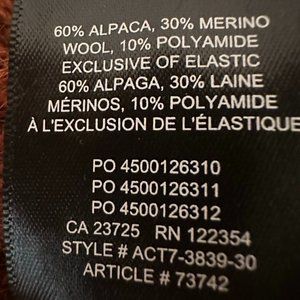 60% ALPACA, 30% MERINO
WOOL, 10% POLYAMIDE
EXCLUSIVE OF ELASTIC
60% ALPAGA, 30% LAINE
MÉRINOS, 10% POLYAMIDE
À L'EXCLUSION DE L'ÉLASTIQUE
PO 4500126310
PO 4500126311
PO 4500126312
CA 23725 RN 122354
STYLE # ACT7-3839-30
ARTICLE # 73742